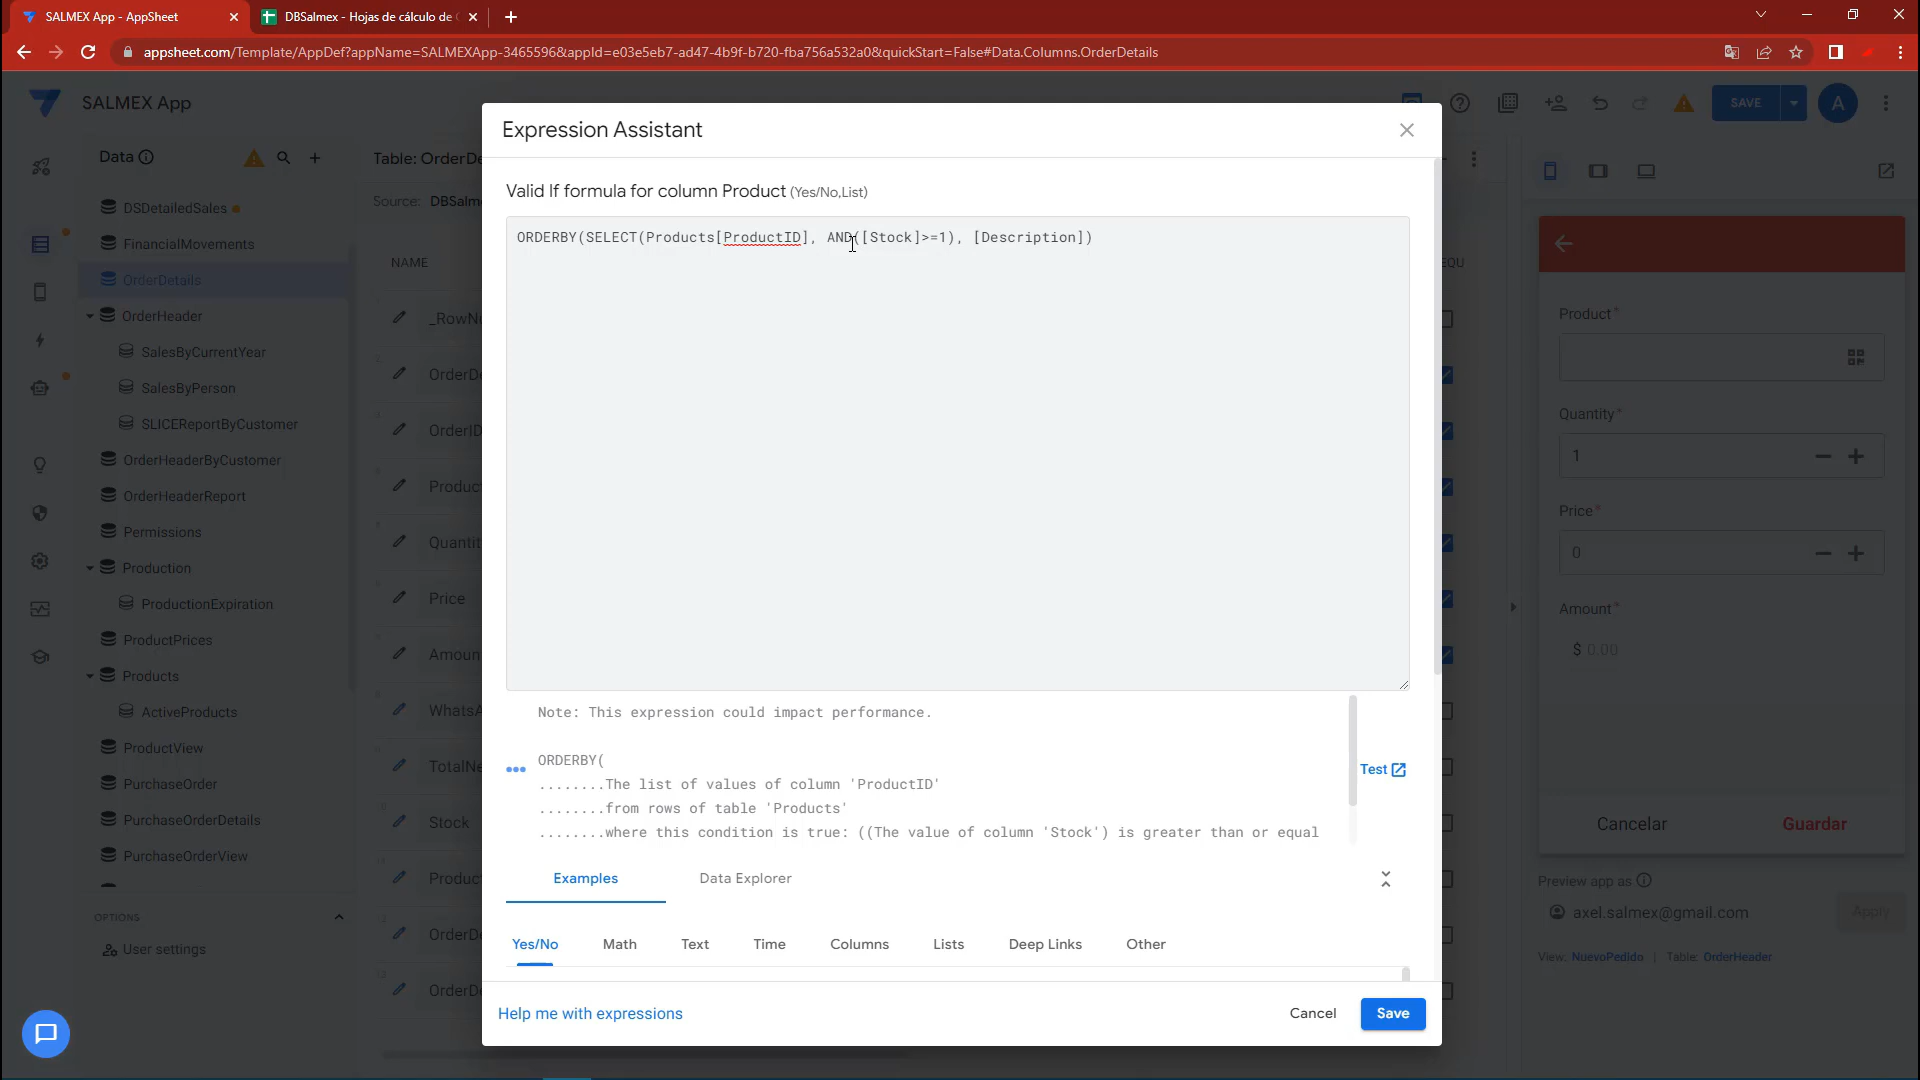 SALMEX App - AppSheet
DBSalmex - Hojas de cálculo de
appsheet.com/Template/AppDef?appName=SALMEXApp-3465596&appId=e03e5eb7-ad47-4b9f-b720-fba756a532a0&quickStart=False#Data.Columns.OrderDetails
SALMEX App
SAVE
A
Data
DSDetailedSales
FinancialMovements
OrderDetails
OrderHeader
SalesByCurrentYear
SalesByPerson
SLICEReportByCustomer
OrderHeaderByCustomer
OrderHeaderReport
Permissions
Production
ProductionExpiration
ProductPrices
Products
ActiveProducts
ProductView
PurchaseOrder
PurchaseOrderDetails
PurchaseOrderView
OPTIONS
User settings
Table: OrderDe
Source: DBSalm
NAME
_RowNu
OrderDe
OrderID
Product
Quantit
Price
Amoun
WhatsA
TotalNe
Stock
Produc
OrderDe
OrderDe
EQU
Expression Assistant
Valid If formula for column Product (Yes/No,List)
ORDERBY(SELECT(Products[ProductID], AND([Stock]>=1), [Description])
Note: This expression could impact performance.
ORDERBY(
........The list of values of column 'ProductID'
........from rows of table 'Products'
........where this condition is true: ((The value of column 'Stock') is greater than or equal
Test
Examples
Data Explorer
Yes/No
Math
Text
Time
Columns
Lists
Deep Links
Other
Help me with expressions
Cancel
Save
Product*
Quantity*
1
Price*
0
Amount*
$ 0.00
Cancelar
Guardar
Preview app as
axel.salmex@gmail.com
Apply
View: NuevoPedido | Table: OrderHeader